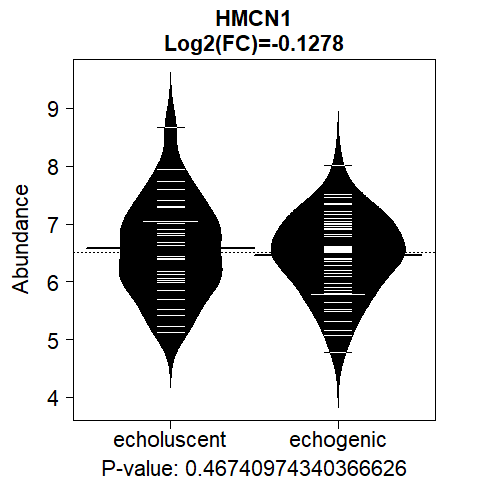 HMCN1
Log2(FC)=-0.1278
Abundance
9
8
7
6
5
4
echoluscent echogenic
P-value: 0.46740974340366626